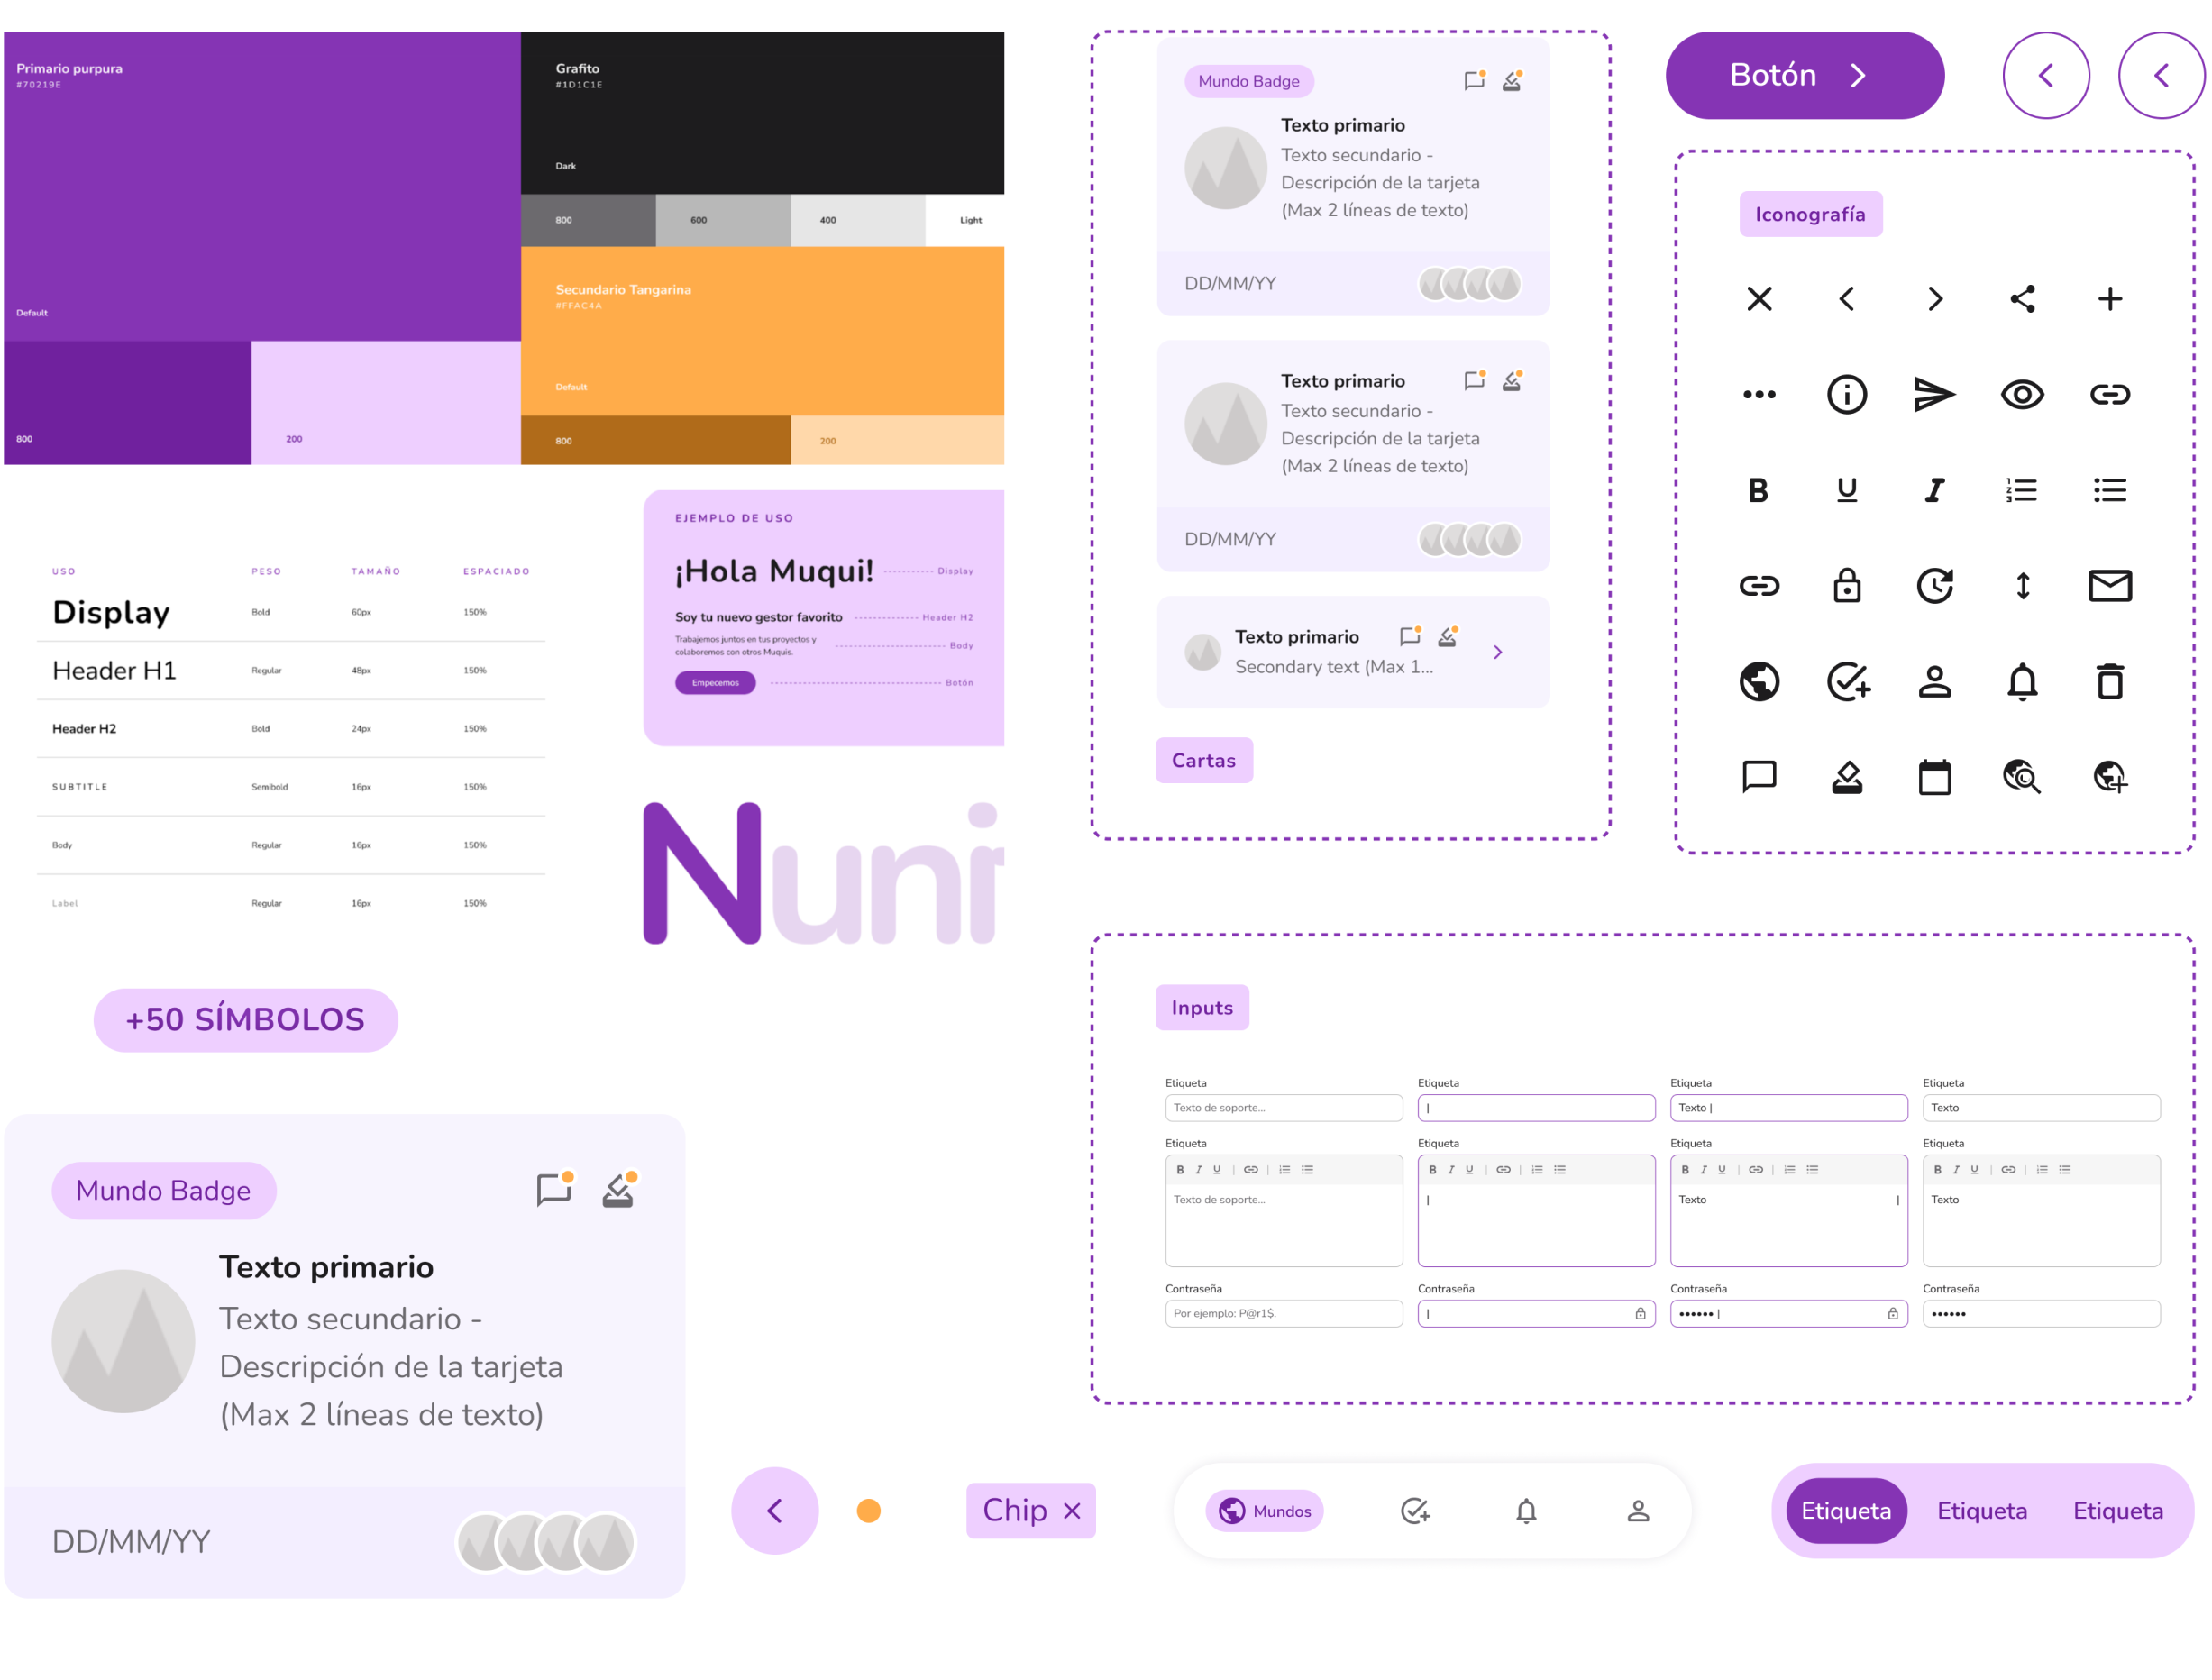 Primario purpura
#70219E
Default
800
200
Grafito
#1D1C1E
Dark
800
600
400
Light
Secundario Tangarina
#FFAC4A
Default
800
200
USO PESO TAMAÑO ESPACIADO
Display Bold 60px 150%
Header H1 Regular 48px 150%
Header H2 Bold 24px 150%
SUBTITLE Semibold 16px 150%
Body Regular 16px 150%
Label Regular 16px 150%
EJEMPLO DE USO
¡Hola Muqui! Display
Soy tu nuevo gestor favorito Header H2
Trabajemos juntos en tus proyectos y
colaboremos con otros Muquis. Body
Empecemos Botón
Nuni
+50 SÍMBOLOS
Mundo Badge
Texto primario
Texto secundario -
Descripción de la tarjeta
(Max 2 líneas de texto)
DD/MM/YY
Mundo Badge
Texto primario
Texto secundario -
Descripción de la tarjeta
(Max 2 líneas de texto)
DD/MM/YY
Texto primario
Texto secundario -
Descripción de la tarjeta
(Max 2 líneas de texto)
DD/MM/YY
Texto primario
Secondary text (Max 1...
Cartas
Botón
Iconografía
Inputs
Etiqueta Etiqueta Etiqueta Etiqueta
Texto de soporte... | Texto | Texto
Etiqueta Etiqueta Etiqueta Etiqueta
B I U B I U B I U B I U
Texto de soporte... | Texto | Texto
Contraseña Contraseña Contraseña Contraseña
Por ejemplo: P@r1$. | •••••• | ••••••
Chip
Mundos
Etiqueta Etiqueta Etiqueta